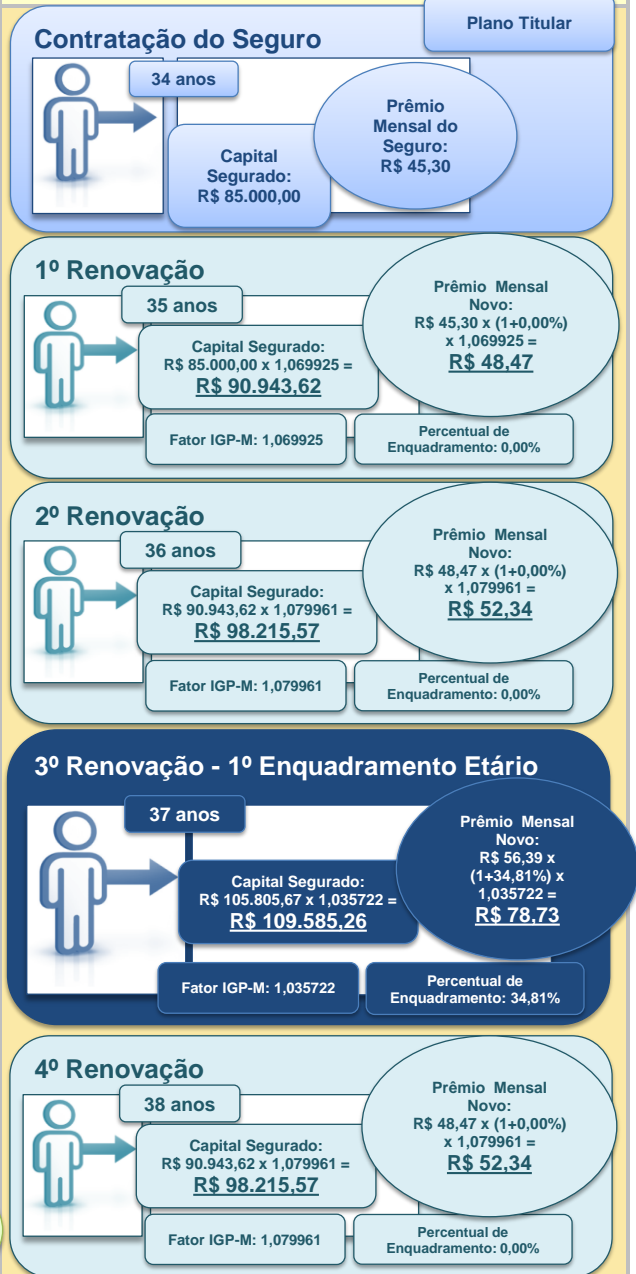 Plano Titular
Contratação do Seguro
34 anos
Prêmio
Mensal do
Seguro:
R$ 45,30
Capital
Segurado:
R$ 85.000,00
1º Renovação
35 anos
Prêmio Mensal
Novo:
R$ 45,30 x (1+0,00%)
x 1,069925 =
R$ 48,47
Capital Segurado:
R$ 85.000,00 x 1,069925 =
R$ 90.943,62
Fator IGP-M: 1,069925
Percentual de
Enquadramento: 0,00%
2º Renovação
36 anos
Prêmio Mensal
Novo:
R$ 48,47 x (1+0,00%)
x 1,079961 =
R$ 52,34
Capital Segurado:
R$ 90.943,62 x 1,079961 =
R$ 98.215,57
Fator IGP-M: 1,079961
Percentual de
Enquadramento: 0,00%
3º Renovação - 1º Enquadramento Etário
37 anos
Prêmio Mensal
Novo:
R$ 56,39 x
(1+34,81%) x
1,035722 =
R$ 78,73
Capital Segurado:
R$ 105.805,67 x 1,035722 =
R$ 109.585,26
Fator IGP-M: 1,035722
Percentual de
Enquadramento: 34,81%
4º Renovação
38 anos
Prêmio Mensal
Novo:
R$ 48,47 x (1+0,00%)
x 1,079961 =
R$ 52,34
Capital Segurado:
R$ 90.943,62 x 1,079961 =
R$ 98.215,57
Fator IGP-M: 1,079961
Percentual de
Enquadramento: 0,00%